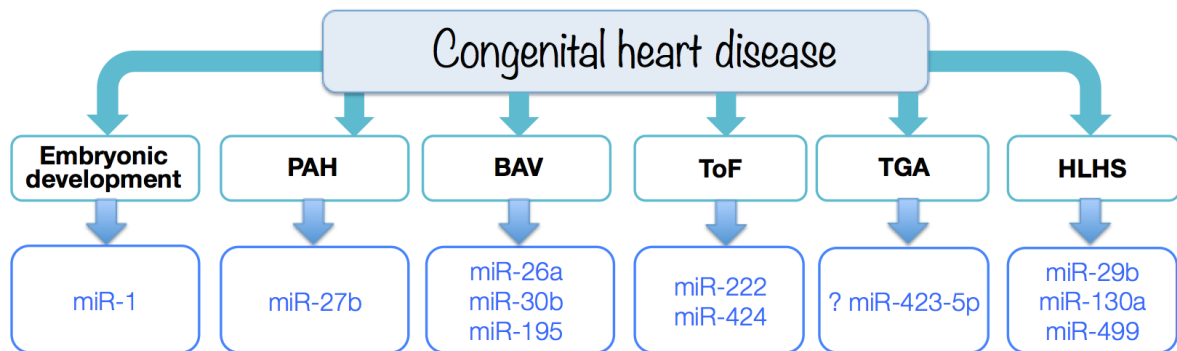 Congenital heart disease
Embryonic
development
PAH
BAV
ToF
TGA
HLHS
miR-1
miR-27b
miR-26a
miR-30b
miR-195
miR-222
miR-424
? miR-423-5p
miR-29b
miR-130a
miR-499